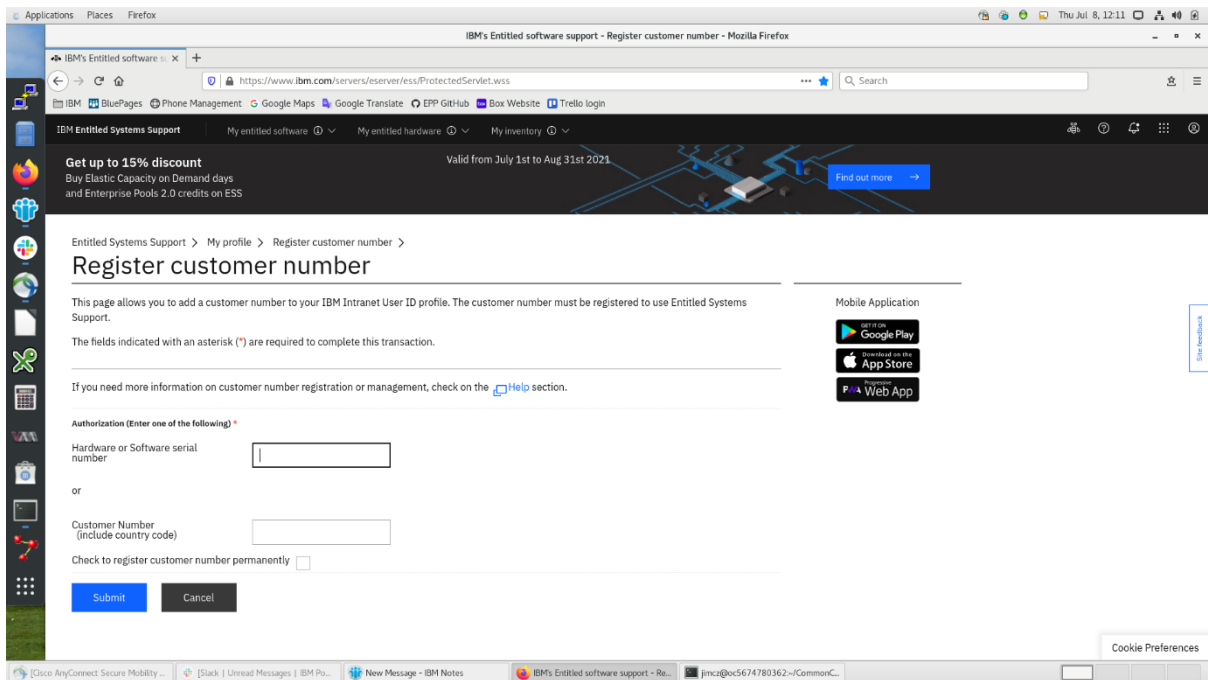 Applications Places Firefox
Thu Jul 8, 12:11
IBM's Entitled software support - Register customer number - Mozilla Firefox
IBM's Entitled software su
https://www.ibm.com/servers/eserver/ess/ProtectedServlet.wss
Search
IBM BluePages Phone Management Google Maps Google Translate EPP GitHub Box Website Trello login
IBM Entitled Systems Support My entitled software My entitled hardware My inventory
Get up to 15% discount
Valid from July 1st to Aug 31st 2021
Buy Elastic Capacity on Demand days
and Enterprise Pools 2.0 credits on ESS
Find out more →
Entitled Systems Support > My profile > Register customer number >
Register customer number
This page allows you to add a customer number to your IBM Intranet User ID profile. The customer number must be registered to use Entitled Systems
Support.
The fields indicated with an asterisk (*) are required to complete this transaction.
If you need more information on customer number registration or management, check on the Help section.
Authorization (Enter one of the following) *
Hardware or Software serial
number
or
Customer Number
(include country code)
Check to register customer number permanently
Submit Cancel
Mobile Application
GET IT ON
Google Play
Download on the
App Store
Progressive
PWA Web App
Site feedback
Cookie Preferences
[Cisco AnyConnect Secure Mobility ... [Slack | Unread Messages | IBM Po... New Message - IBM Notes IBM's Entitled software support - Re... jimcz@oc5674780362:~/CommonC...